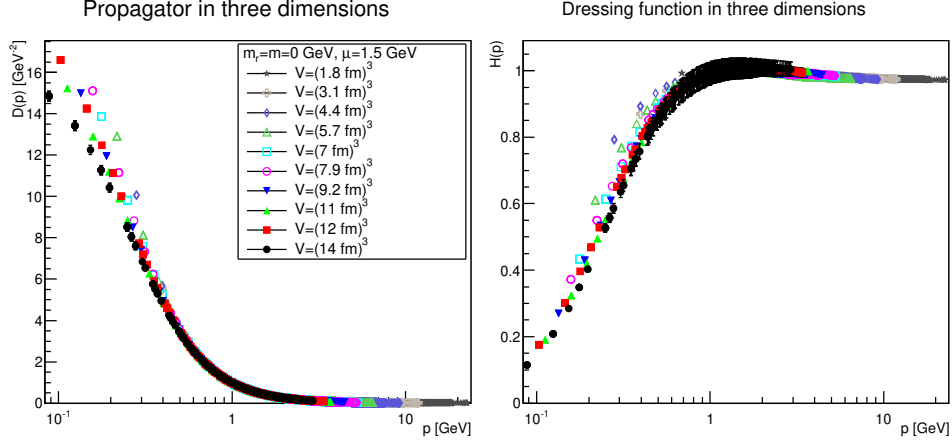 Propagator in three dimensions
D(p) [GeV⁻²]
16
14
12
10
8
6
4
2
0
m_r=m=0 GeV, μ=1.5 GeV
V=(1.8 fm)³
V=(3.1 fm)³
V=(4.4 fm)³
V=(5.7 fm)³
V=(7 fm)³
V=(7.9 fm)³
V=(9.2 fm)³
V=(11 fm)³
V=(12 fm)³
V=(14 fm)³
10⁻¹ 1 10
p [GeV]
Dressing function in three dimensions
H(p)
1
0.8
0.6
0.4
0.2
0
10⁻¹ 1 10
p [GeV]